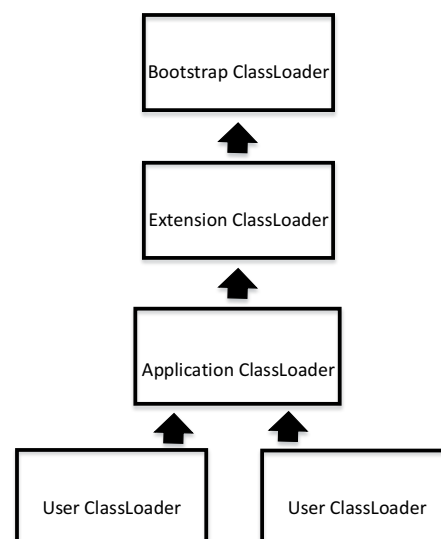 Bootstrap ClassLoader
Extension ClassLoader
Application ClassLoader
User ClassLoader
User ClassLoader